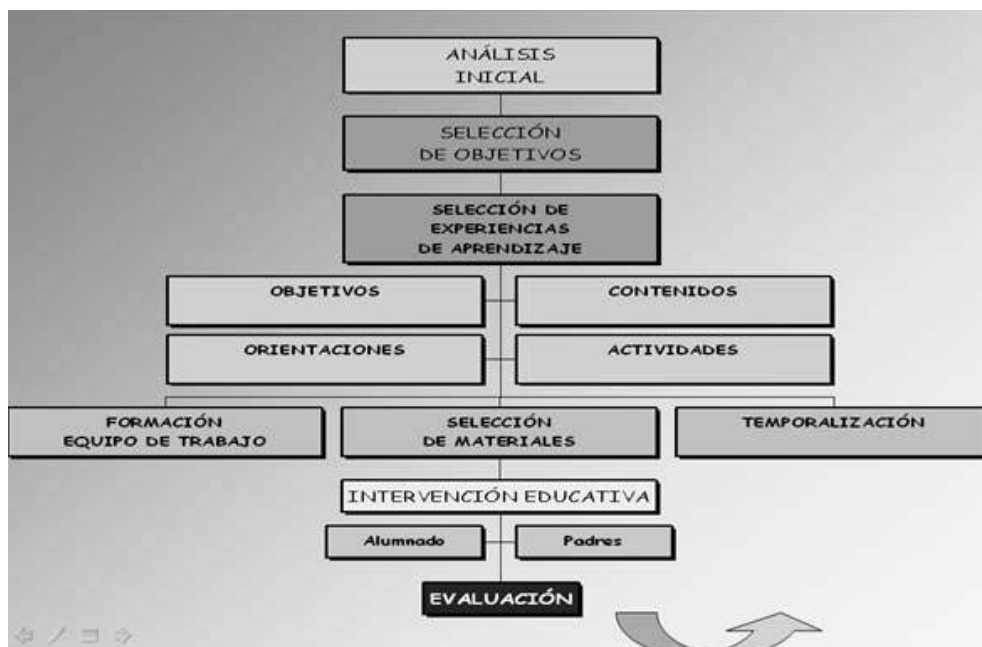 ANÁLISIS
INICIAL
SELECCIÓN
DE OBJETIVOS
SELECCIÓN DE
EXPERIENCIAS
DE APRENDIZAJE
OBJETIVOS
CONTENIDOS
ORIENTACIONES
ACTIVIDADES
FORMACIÓN
EQUIPO DE TRABAJO
SELECCIÓN
DE MATERIALES
TEMPORALIZACIÓN
INTERVENCIÓN EDUCATIVA
Alumnado
Padres
EVALUACIÓN